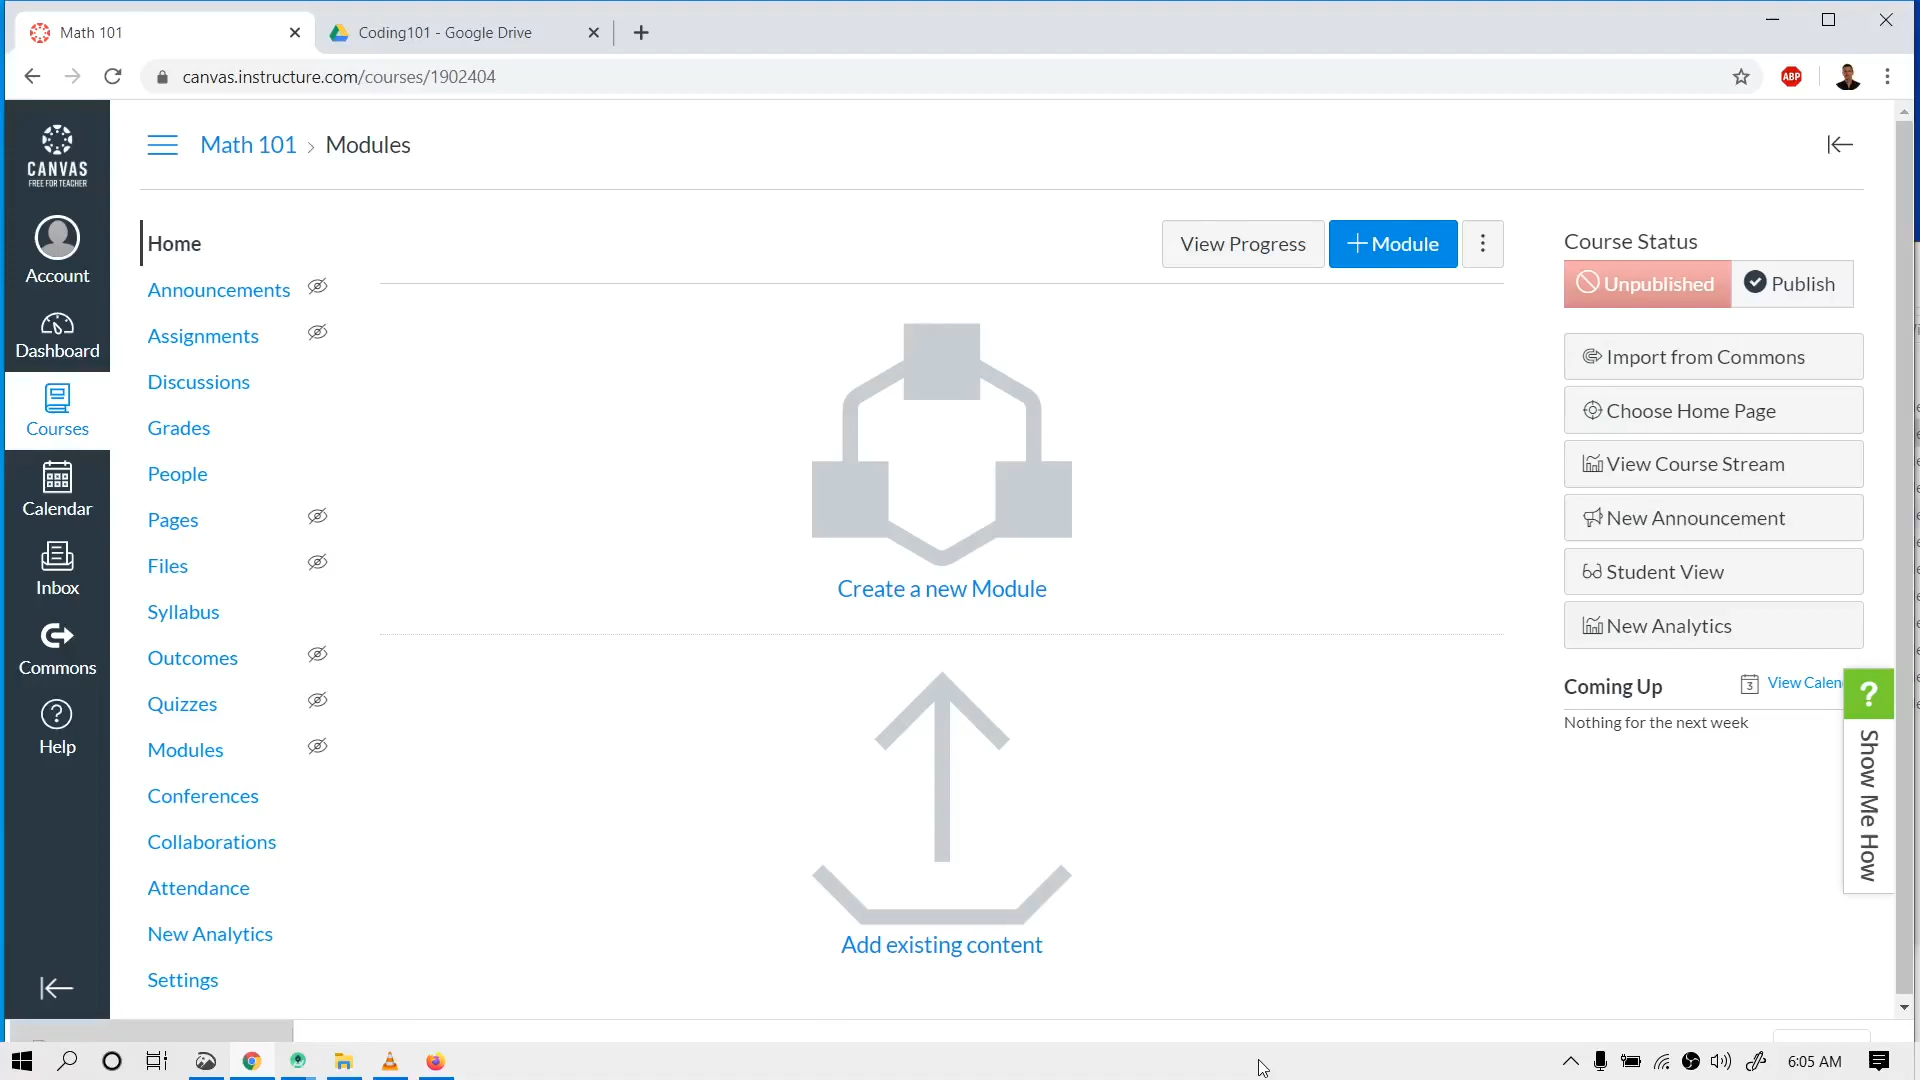 Math 101
Coding101 - Google Drive
canvas.instructure.com/courses/1902404
ABP
CANVAS
FREE FOR TEACHER
Account
Dashboard
Courses
Calendar
Inbox
Commons
Help
Math 101 › Modules
Home
Announcements
Assignments
Discussions
Grades
People
Pages
Files
Syllabus
Outcomes
Quizzes
Modules
Conferences
Collaborations
Attendance
New Analytics
Settings
View Progress
+ Module
Create a new Module
Add existing content
Course Status
Unpublished
Publish
Import from Commons
Choose Home Page
View Course Stream
New Announcement
Student View
New Analytics
Coming Up
3
View Calen
Nothing for the next week
?
Show Me How
6:05 AM